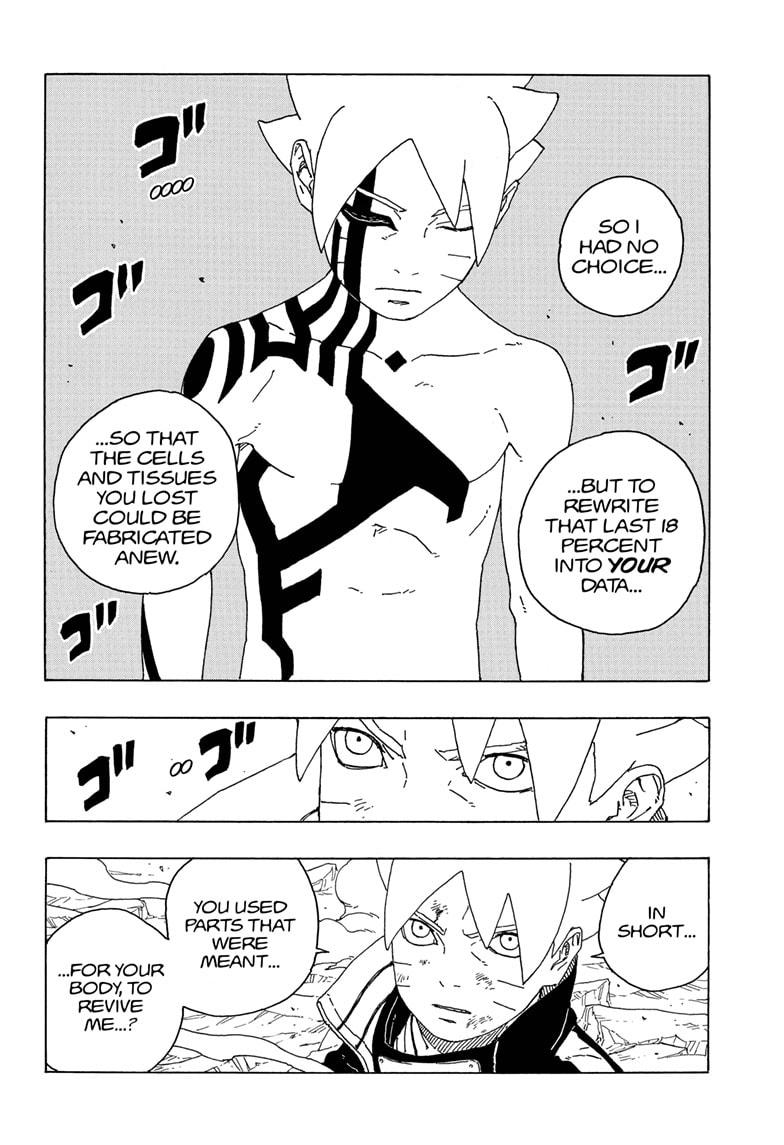 ゴ
OOOO
SO I
HAD NO
CHOICE...
ゴ
ゴ
...BUT TO
REWRITE
THAT LAST 18
PERCENT
INTO YOUR
DATA...
...SO THAT
THE CELLS
AND TISSUES
YOU LOST
COULD BE
FABRICATED
ANEW.
ゴ
ゴ
OO
ゴ
IN
SHORT...
YOU USED
PARTS THAT
WERE
MEANT...
...FOR YOUR
BODY, TO
REVIVE
ME...?